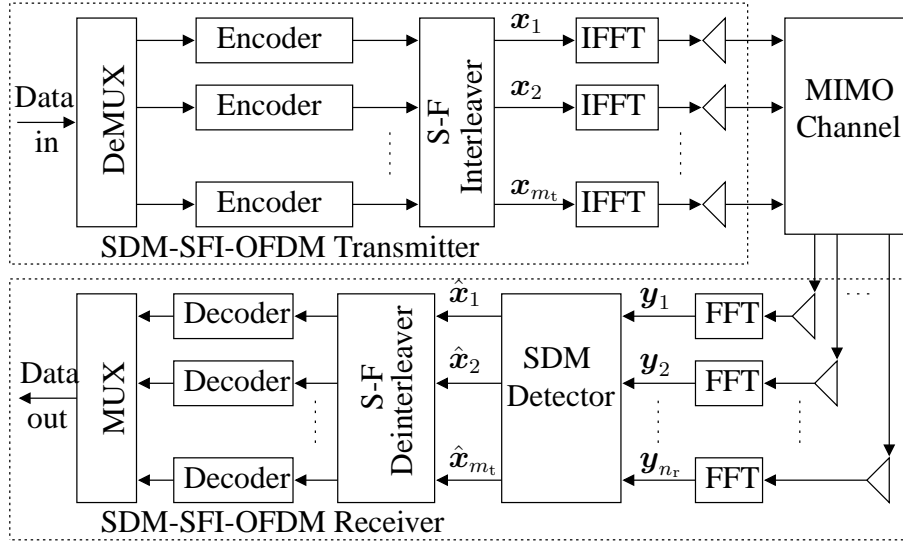 Data
in
DeMUX
Encoder
Encoder
Encoder
S-F
Interleaver
x₁
x₂
xₘₜ
IFFT
IFFT
IFFT
MIMO
Channel
SDM-SFI-OFDM Transmitter
Data
out
MUX
Decoder
Decoder
Decoder
S-F
Deinterleaver
x̂₁
x̂₂
x̂ₘₜ
SDM
Detector
y₁
y₂
yₙᵣ
FFT
FFT
FFT
SDM-SFI-OFDM Receiver